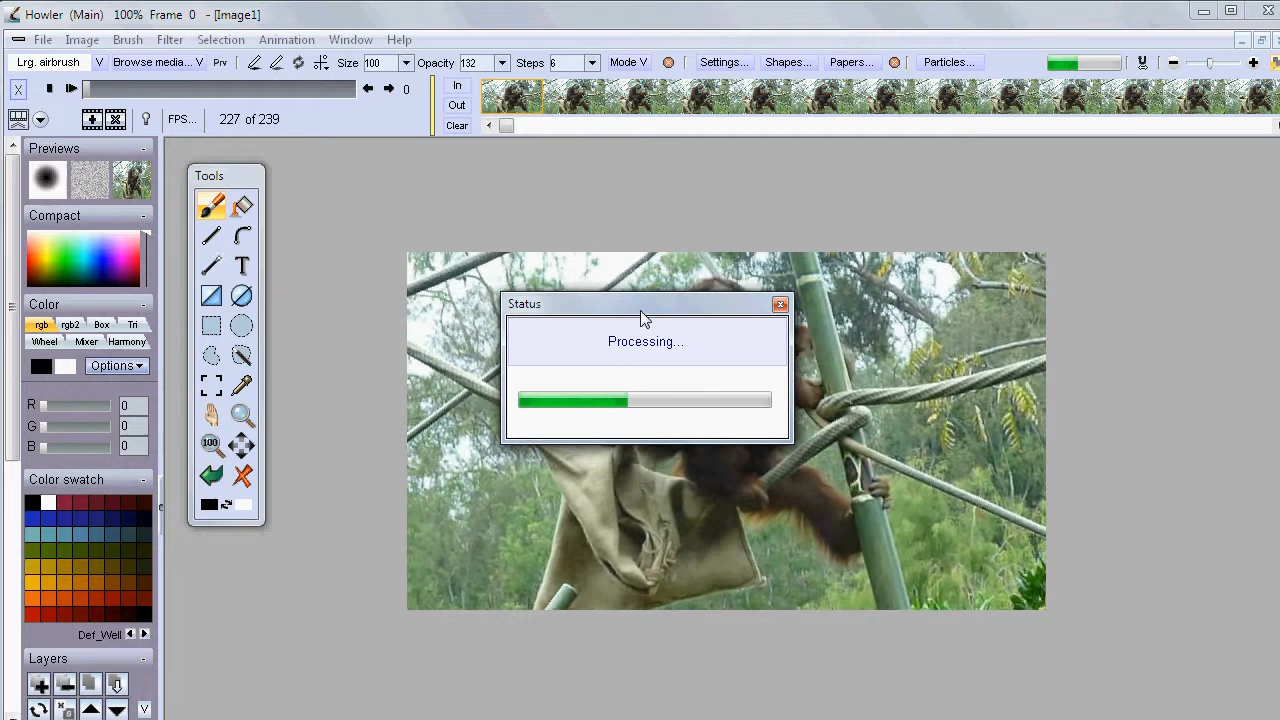 Howler (Main) 100% Frame 0 - [Image1]
File Image Brush Filter Selection Animation Window Help
Lrg. airbrush V Browse media... V Prv Size 100 Opacity 132 Steps 6 Mode V Settings... Shapes... Papers... Particles...
X 0 In
Out
FPS... 227 of 239 Clear
Previews
Tools
Compact
T
Color
Status
rgb rgb2 Box Tri
Wheel Mixer Harmony
Processing...
Options
R 0
G 0
B 0
100
Color swatch
Def_Well
Layers
V